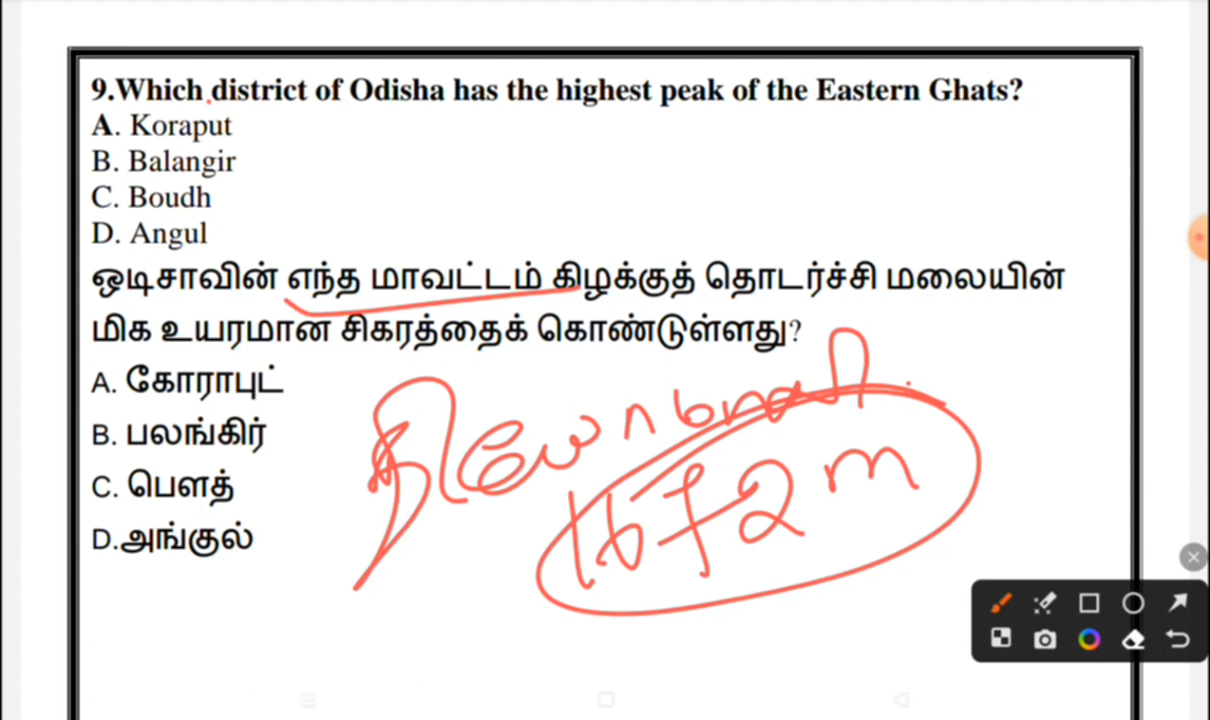 9.Which district of Odisha has the highest peak of the Eastern Ghats?
A. Koraput
B. Balangir
C. Boudh
D. Angul
ஒடிசாவின் எந்த மாவட்டம் கிழக்குத் தொடர்ச்சி மலையின்
மிக உயரமான சிகரத்தைக் கொண்டுள்ளது?
A. கோராபுட்
B. பலங்கிர்
C. பௌத்
D.அங்குல்
1672m